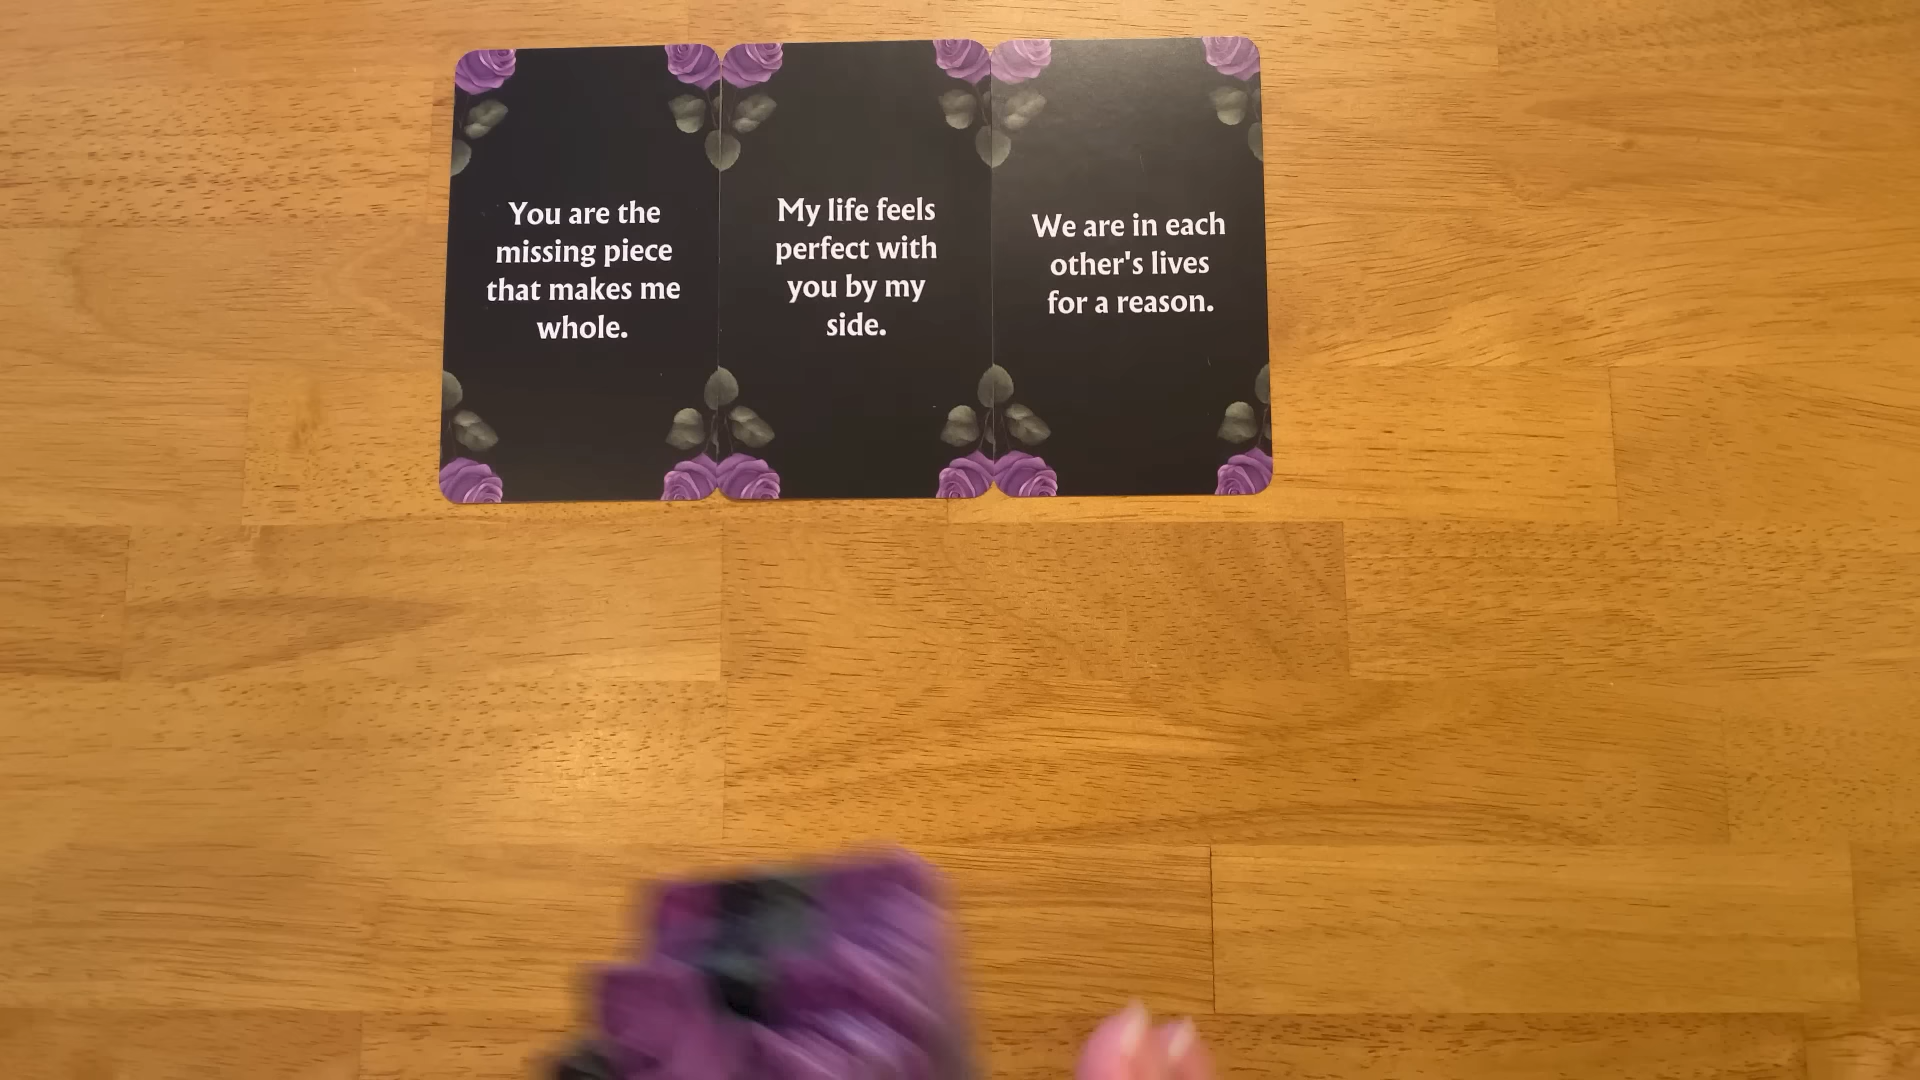 You are the
missing piece
that makes me
whole.
My life feels
perfect with
you by my
side.
We are in each
other's lives
for a reason.